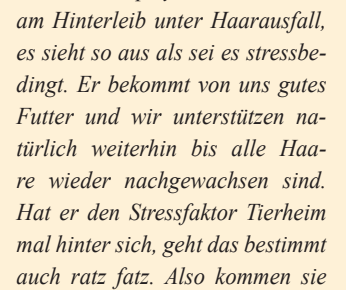 am Hinterleib unter Haarausfall,
es sieht so aus als sei es stressbe-
dingt. Er bekommt von uns gutes
Futter und wir unterstützen na-
türlich weiterhin bis alle Haa-
re wieder nachgewachsen sind.
Hat er den Stressfaktor Tierheim
mal hinter sich, geht das bestimmt
auch ratz fatz. Also kommen sie